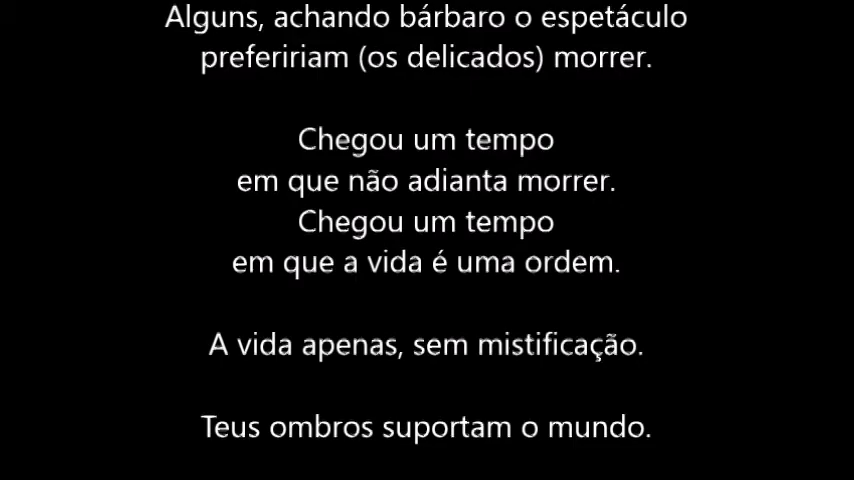 Alguns, achando bárbaro o espetáculo
prefeririam (os delicados) morrer.
Chegou um tempo
em que não adianta morrer.
Chegou um tempo
em que a vida é uma ordem.
A vida apenas, sem mistificação.
Teus ombros suportam o mundo.